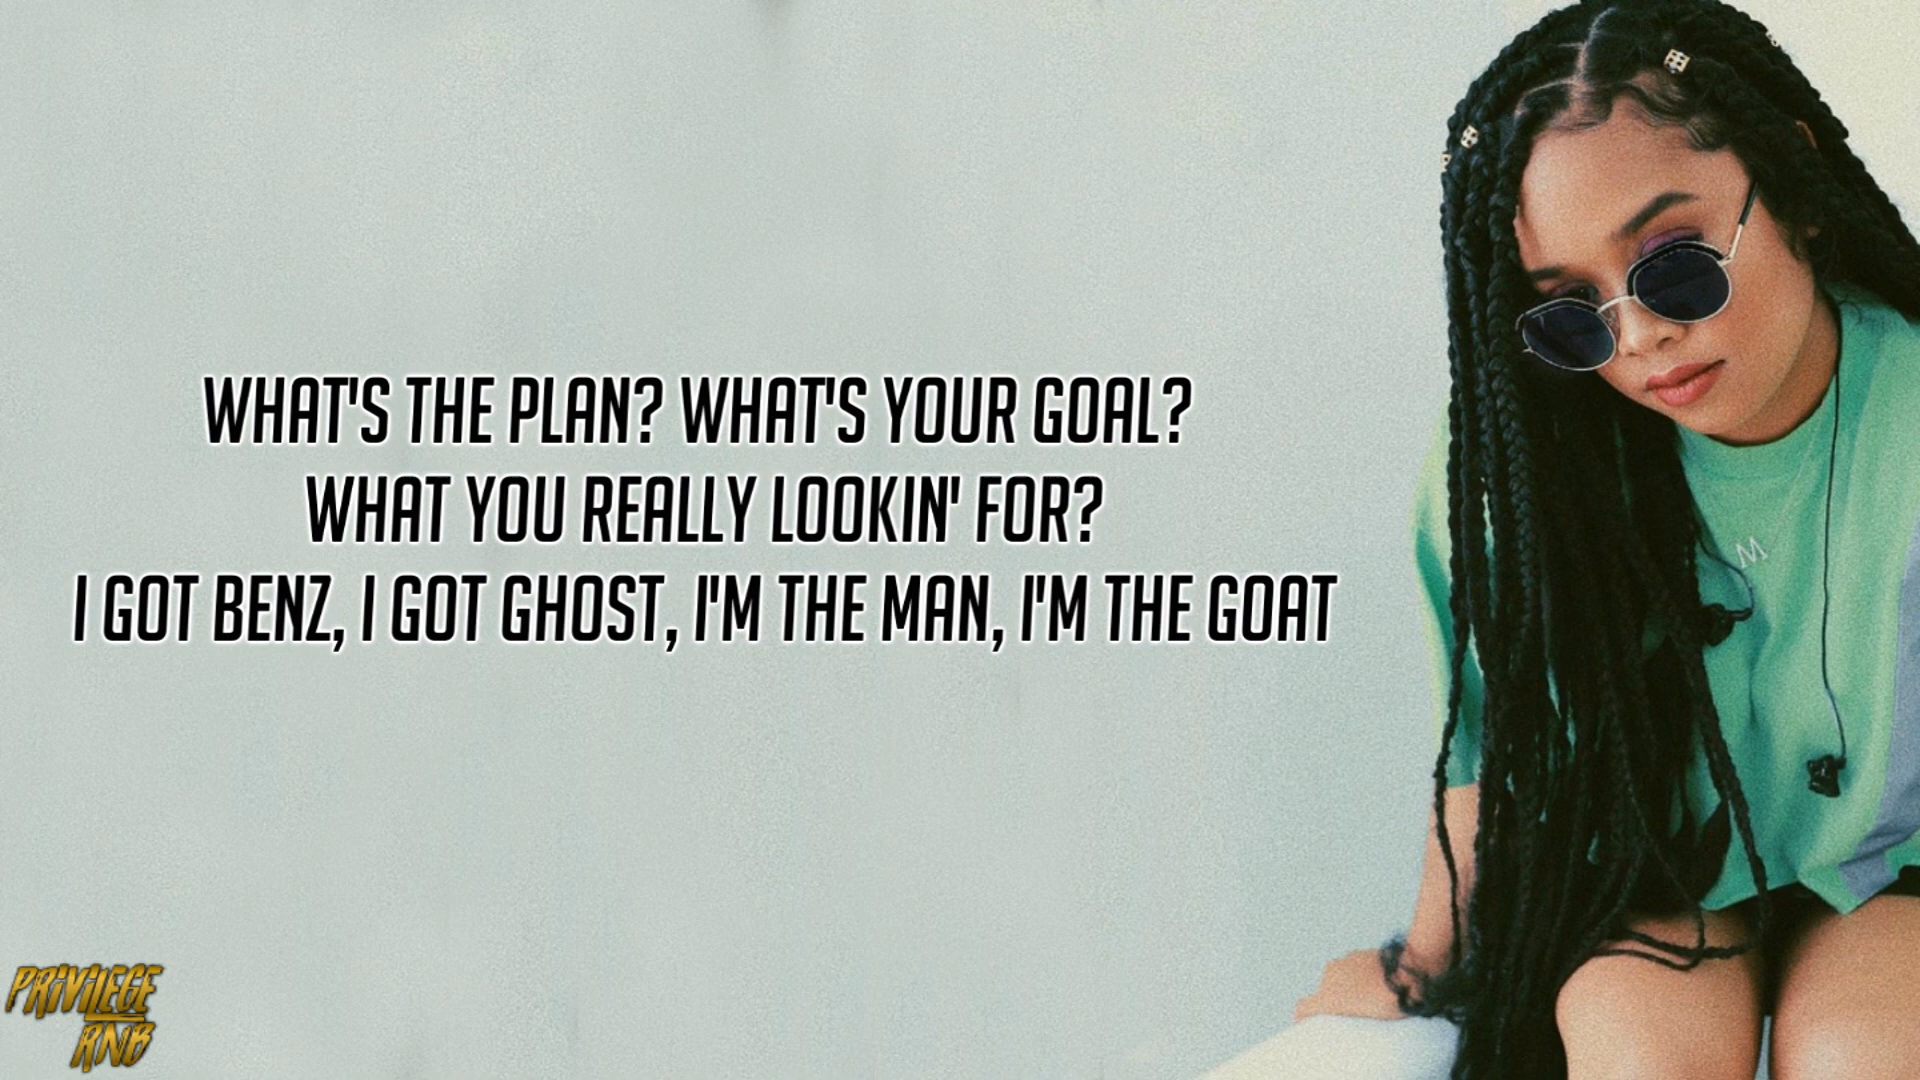 WHAT'S THE PLAN? WHAT'S YOUR GOAL?
WHAT YOU REALLY LOOKIN' FOR?
I GOT BENZ, I GOT GHOST, I'M THE MAN, I'M THE GOAT
M
PRIVILEGE
RNB